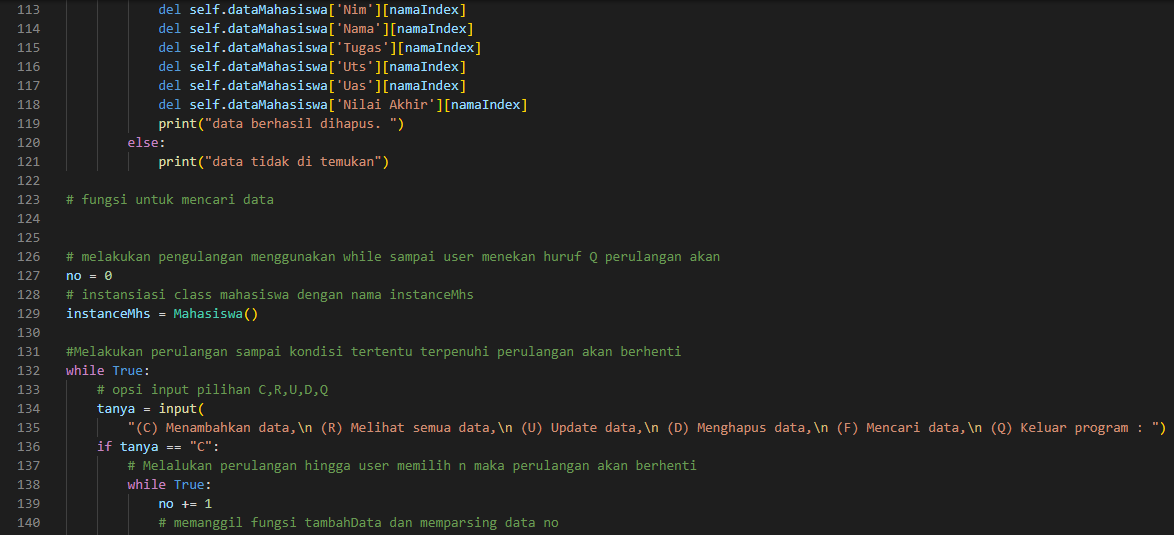 113 del self.dataMahasiswa['Nim'][namaIndex]
114 del self.dataMahasiswa['Nama'][namaIndex]
115 del self.dataMahasiswa['Tugas'][namaIndex]
116 del self.dataMahasiswa['Uts'][namaIndex]
117 del self.dataMahasiswa['Uas'][namaIndex]
118 del self.dataMahasiswa['Nilai Akhir'][namaIndex]
119 print("data berhasil dihapus. ")
120 else:
121 print("data tidak di temukan")
122
123 # fungsi untuk mencari data
124
125
126 # melakukan pengulangan menggunakan while sampai user menekan huruf Q perulangan akan
127 no = 0
128 # instansiasi class mahasiswa dengan nama instanceMhs
129 instanceMhs = Mahasiswa()
130
131 #Melakukan perulangan sampai kondisi tertentu terpenuhi perulangan akan berhenti
132 while True:
133 # opsi input pilihan C,R,U,D,Q
134 tanya = input(
135 "(C) Menambahkan data,\n (R) Melihat semua data,\n (U) Update data,\n (D) Menghapus data,\n (F) Mencari data,\n (Q) Keluar program : ")
136 if tanya == "C":
137 # Melalukan perulangan hingga user memilih n maka perulangan akan berhenti
138 while True:
139 no += 1
140 # memanggil fungsi tambahData dan memparsing data no